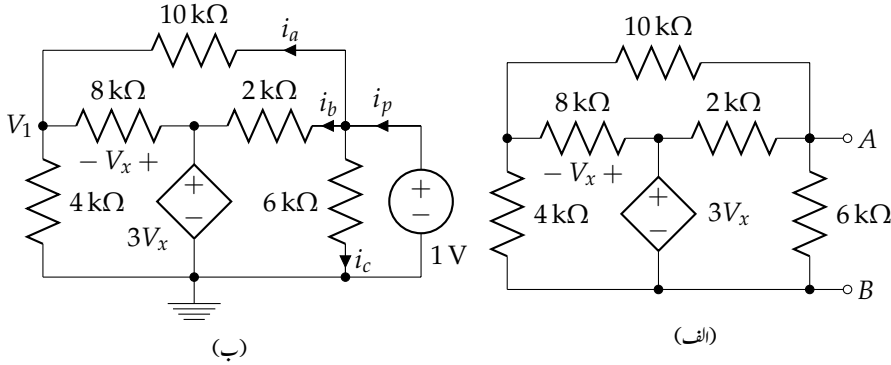 10 kΩ
i_a
8 kΩ
2 kΩ
i_b
i_p
V_1
− V_x +
4 kΩ
+
−
3V_x
6 kΩ
i_c
+
−
1 V
(ب)
10 kΩ
8 kΩ
2 kΩ
A
− V_x +
4 kΩ
+
−
3V_x
6 kΩ
B
(الف)